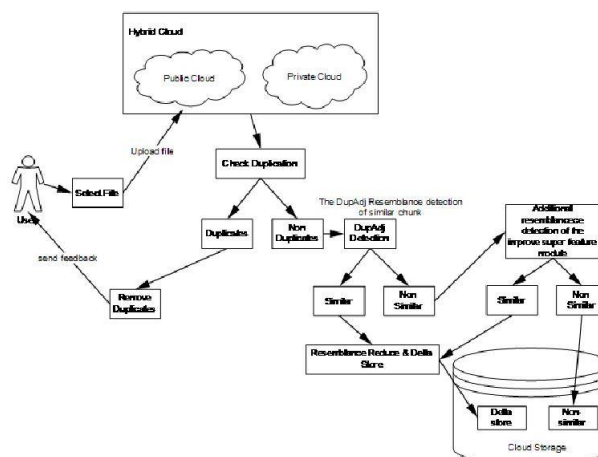 Hybrid Cloud
Public Cloud
Private Cloud
Upload file
Check Duplication
Select File
User
The DupAdj Resemblance detection
of similar chunk
Additional
resemblance
detection of the
improve super feature
module
Duplicates
Non
Duplicates
DupAdj
Detection
send feedback
Remove
Duplicates
Similar
Non
Similar
Similar
Non
Similar
Resemblance Reduce & Delta
Store
Delta
store
Non-
similar
Cloud Storage